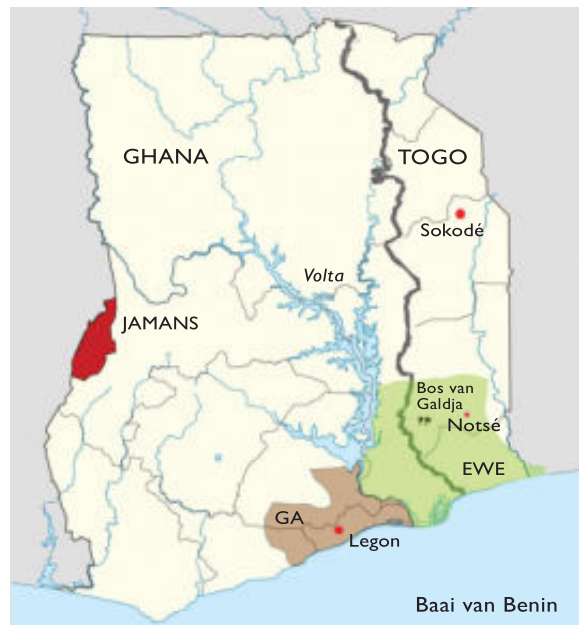 GHANA
TOGO
Sokodé
Volta
JAMANS
Bos van
Galdja
Notsé
EWE
GA
Legon
Baai van Benin